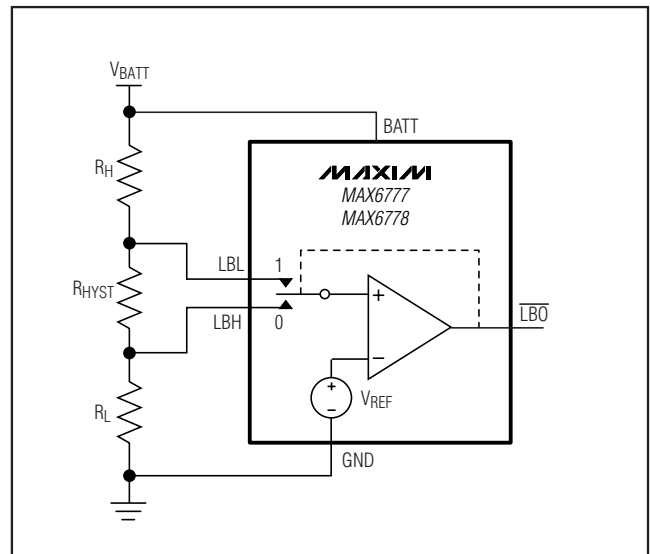 VBATT
BATT
RH
MAXIM
MAX6777
MAX6778
LBL
1
RHYST
+
LBO
LBH
0
−
+
−
VREF
RL
GND